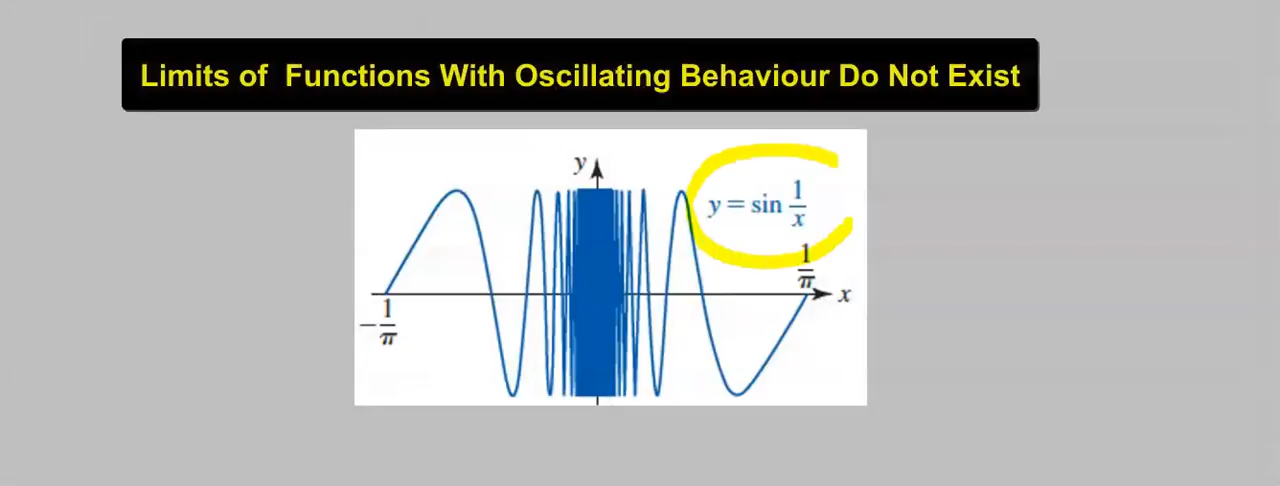 Limits of  Functions With Oscillating Behaviour Do Not Exist
y
y = sin 1/x
1/π
x
-1/π